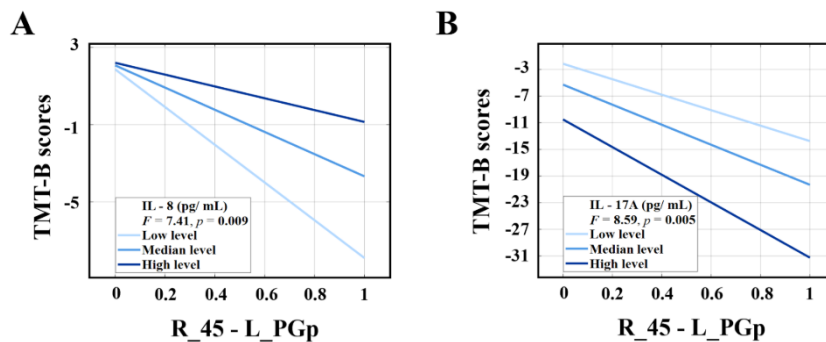 A
3
-1
-5
TMT-B scores
IL - 8 (pg/ mL)
F = 7.41, p = 0.009
Low level
Median level
High level
0 0.2 0.4 0.6 0.8 1
R_45 - L_PGp
B
-3
-7
-11
-15
-19
-23
-27
-31
TMT-B scores
IL - 17A (pg/ mL)
F = 8.59, p = 0.005
Low level
Median level
High level
0 0.2 0.4 0.6 0.8 1
R_45 - L_PGp